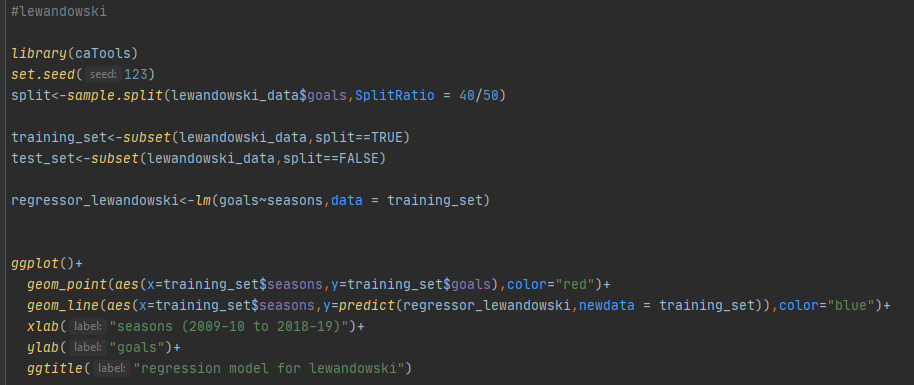 #lewandowski
library(caTools)
set.seed( seed: 123)
split<-sample.split(lewandowski_data$goals,SplitRatio = 40/50)
training_set<-subset(lewandowski_data,split==TRUE)
test_set<-subset(lewandowski_data,split==FALSE)
regressor_lewandowski<-lm(goals~seasons,data = training_set)
ggplot()+
  geom_point(aes(x=training_set$seasons,y=training_set$goals),color="red")+
  geom_line(aes(x=training_set$seasons,y=predict(regressor_lewandowski,newdata = training_set)),color="blue")+
  xlab( label: "seasons (2009-10 to 2018-19)")+
  ylab( label: "goals")+
  ggtitle( label: "regression model for lewandowski")